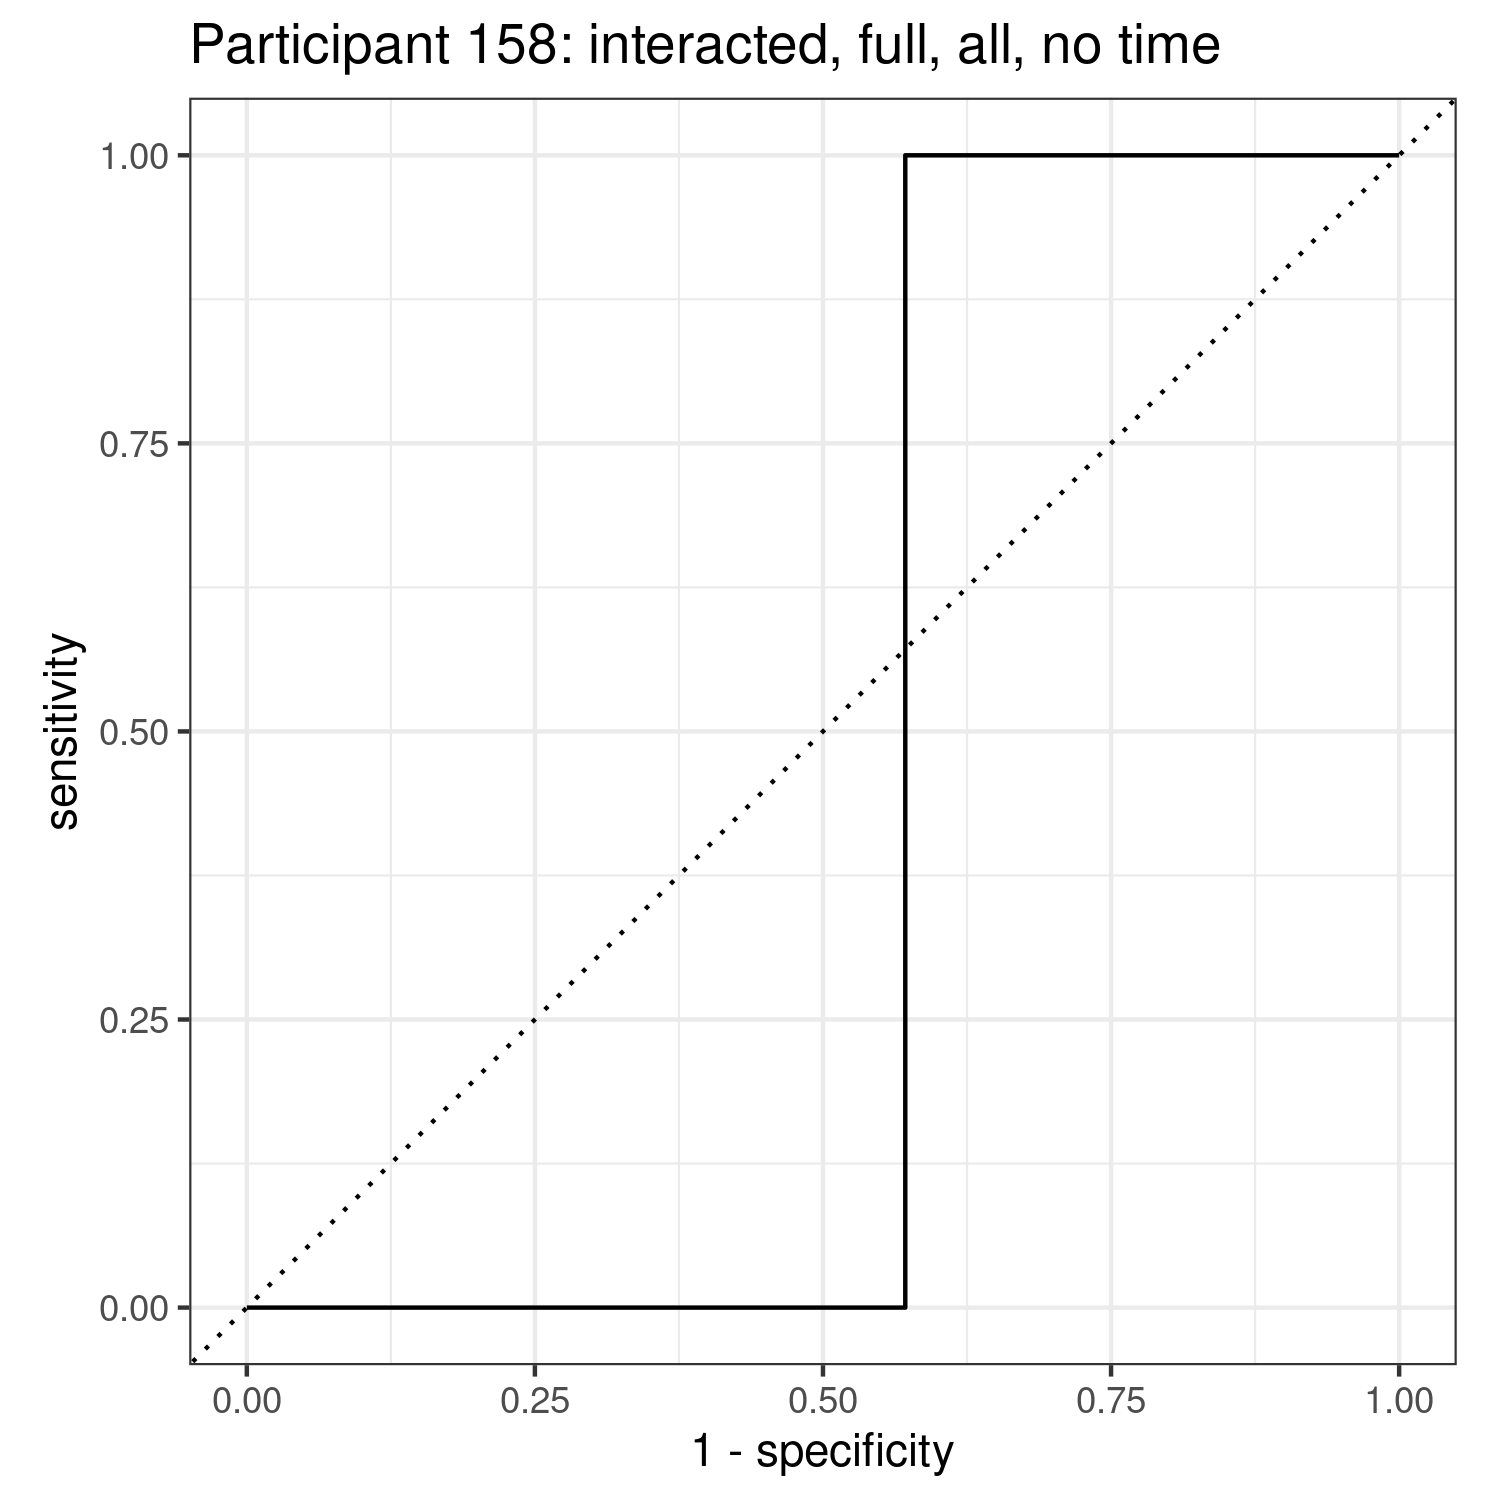 Participant 158: interacted, full, all, no time
1.00
0.75
0.50
0.25
0.00
sensitivity
0.00 0.25 0.50 0.75 1.00
1 - specificity